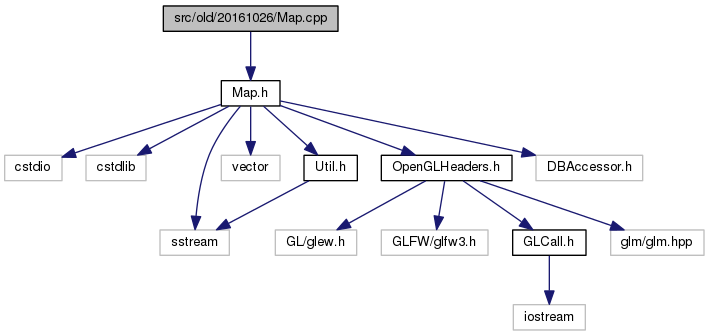 src/old/20161026/Map.cpp
Map.h
cstdio
cstdlib
vector
Util.h
OpenGLHeaders.h
DBAccessor.h
sstream
GL/glew.h
GLFW/glfw3.h
GLCall.h
glm/glm.hpp
iostream